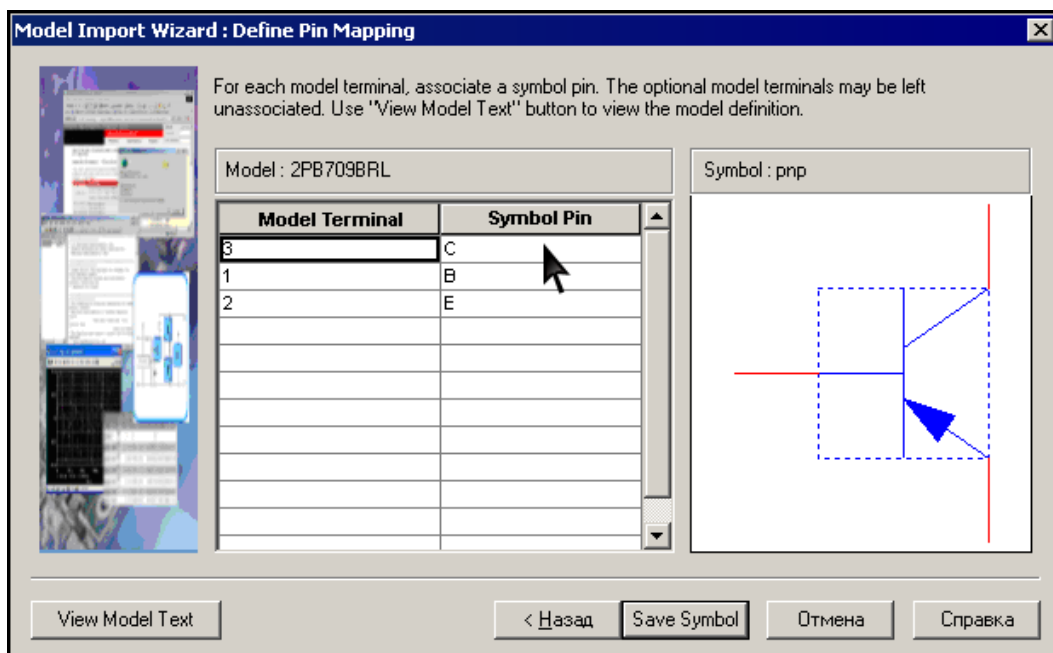 Model Import Wizard : Define Pin Mapping
For each model terminal, associate a symbol pin. The optional model terminals may be left
unassociated. Use "View Model Text" button to view the model definition.
Model : 2PB709BRL
Symbol : pnp
Model Terminal Symbol Pin
3 C
1 B
2 E
View Model Text
< Назад
Save Symbol
Отмена
Справка